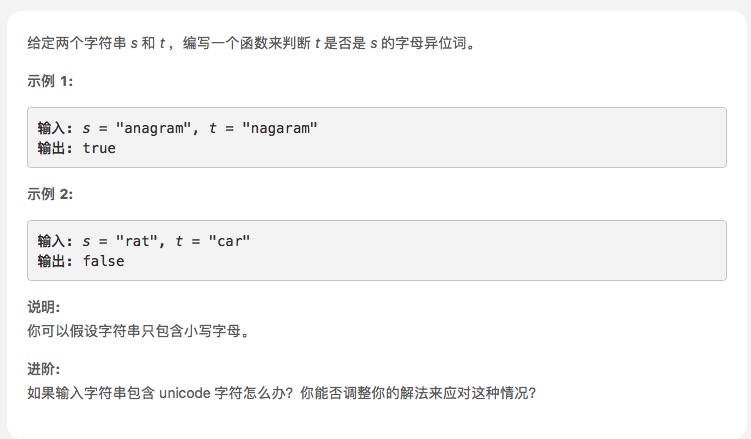 给定两个字符串 s 和 t ，编写一个函数来判断 t 是否是 s 的字母异位词。
示例 1:
输入: s = "anagram", t = "nagaram"
输出: true
示例 2:
输入: s = "rat", t = "car"
输出: false
说明:
你可以假设字符串只包含小写字母。
进阶:
如果输入字符串包含 unicode 字符怎么办？你能否调整你的解法来应对这种情况？